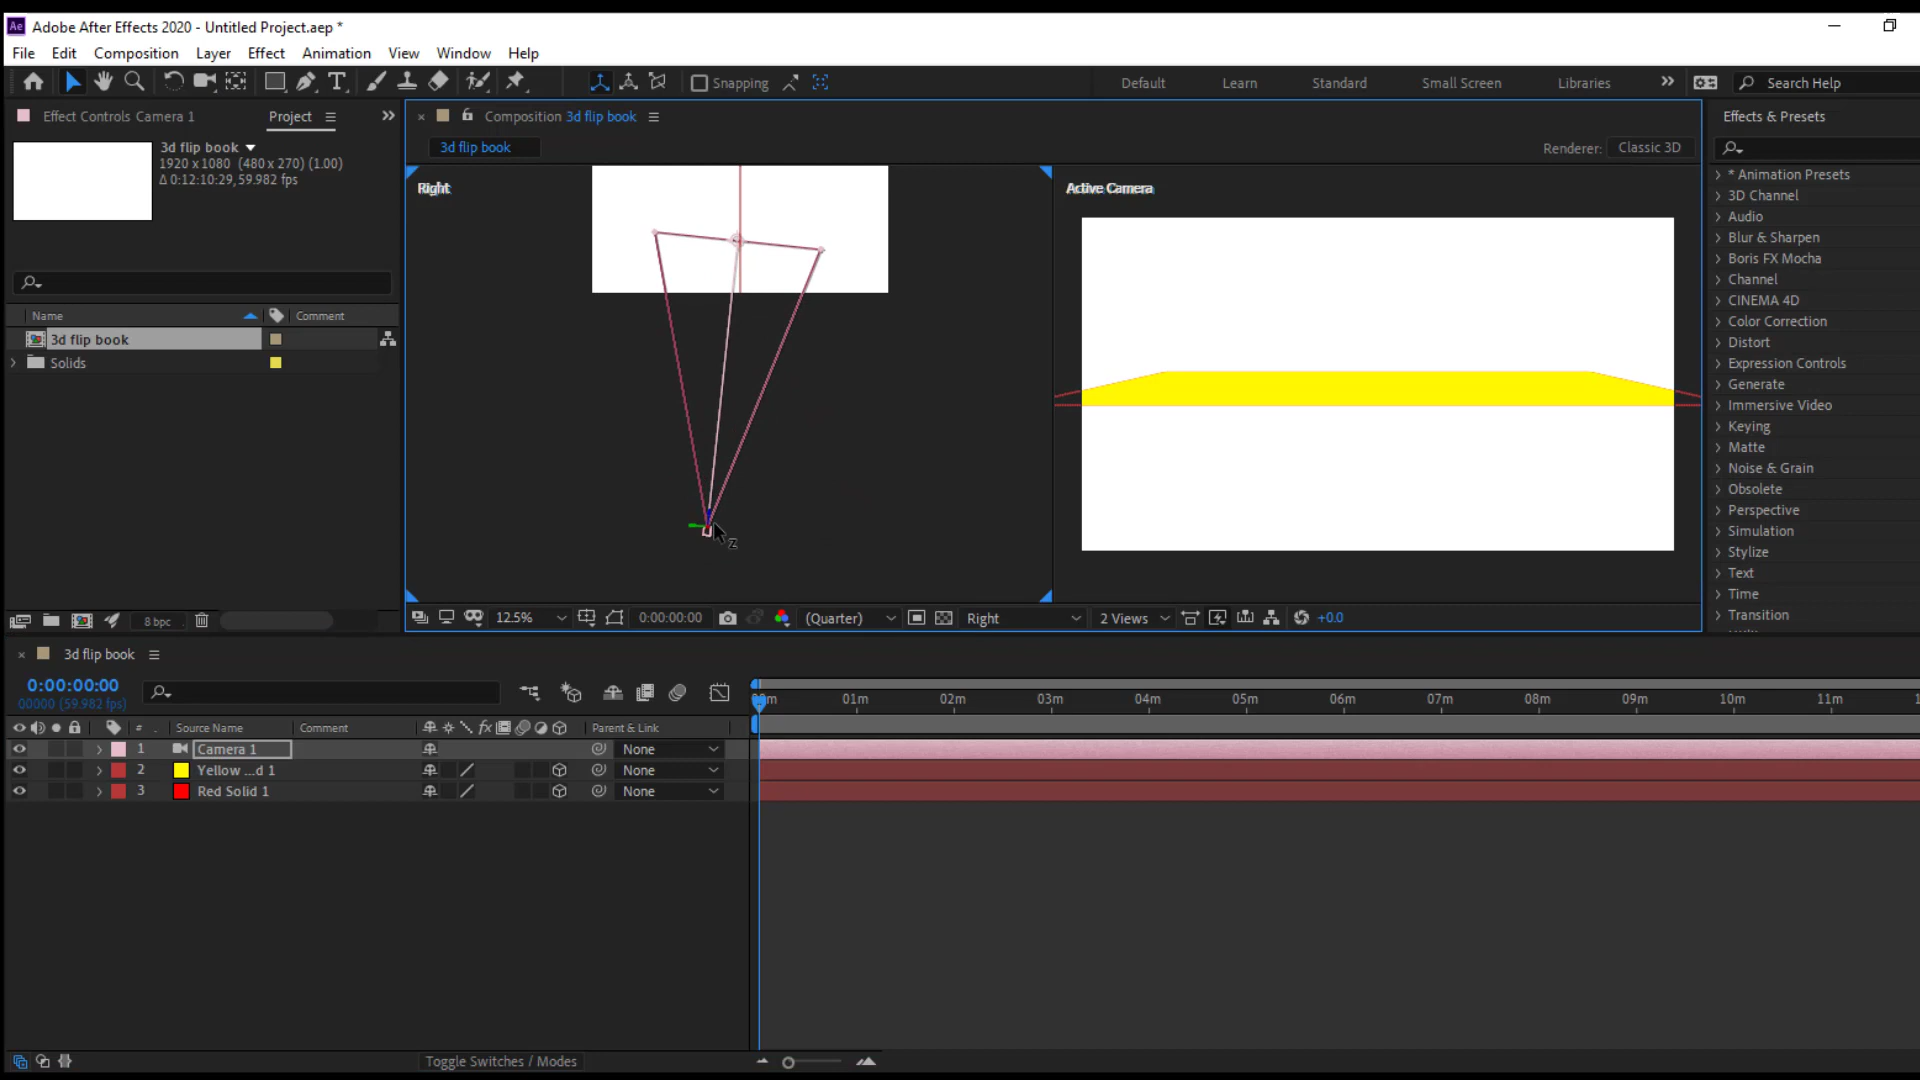 Ae Adobe After Effects 2020 - Untitled Project.aep *
File Edit Composition Layer Effect Animation View Window Help
Snapping Default Learn Standard Small Screen Libraries Search Help
Effect Controls Camera 1 Project
Composition 3d flip book
Effects & Presets
3d flip book
1920 x 1080 (480 x 270) (1.00)
Δ 0:12:10:29, 59.982 fps
3d flip book
Renderer: Classic 3D
Right
Active Camera
Name Comment
3d flip book
Solids
* Animation Presets
3D Channel
Audio
Blur & Sharpen
Boris FX Mocha
Channel
CINEMA 4D
Color Correction
Distort
Expression Controls
Generate
Immersive Video
Keying
Matte
Noise & Grain
Obsolete
Perspective
Simulation
Stylize
Text
Time
Transition
Z
8 bpc
12.5% 0:00:00:00 (Quarter) Right 2 Views +0.0
3d flip book
0:00:00:00
00000 (59.982 fps)
01m 02m 03m 04m 05m 06m 07m 08m 09m 10m 11m
# Source Name Comment fx Parent & Link
1 Camera 1 None
2 Yellow ...d 1 None
3 Red Solid 1 None
Toggle Switches / Modes